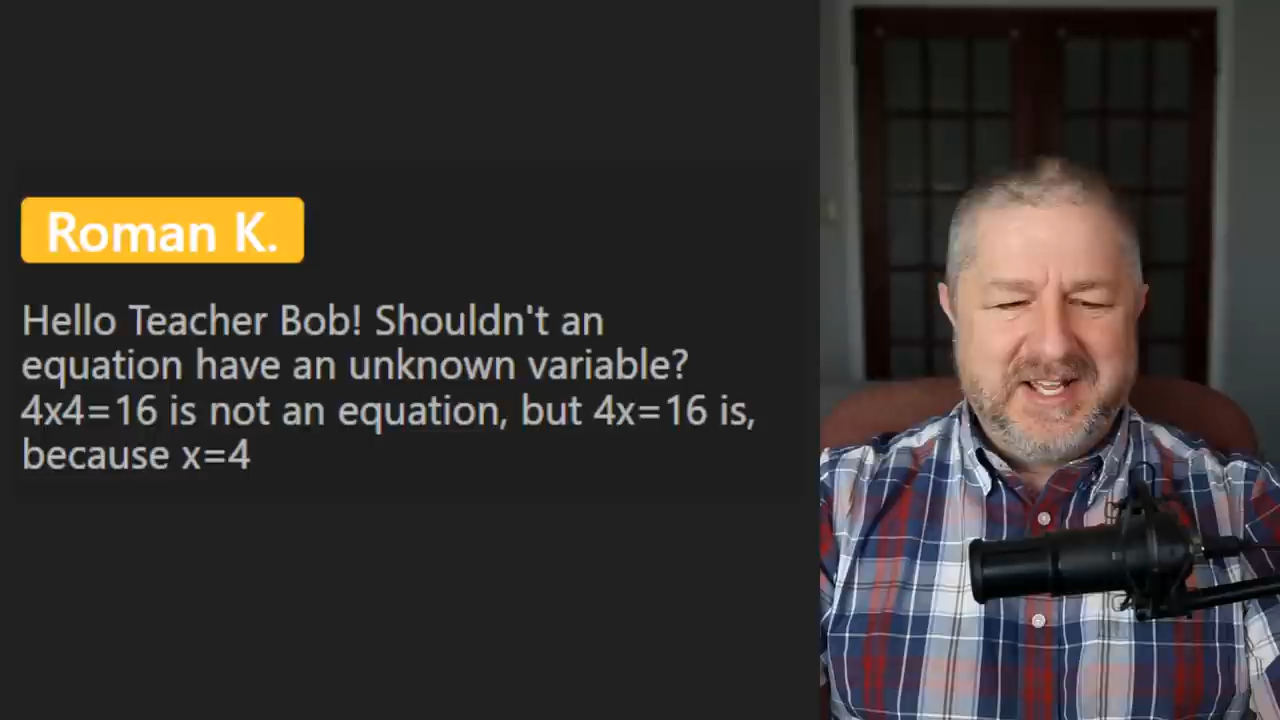 Roman K.
Hello Teacher Bob! Shouldn't an
equation have an unknown variable?
4x4=16 is not an equation, but 4x=16 is,
because x=4